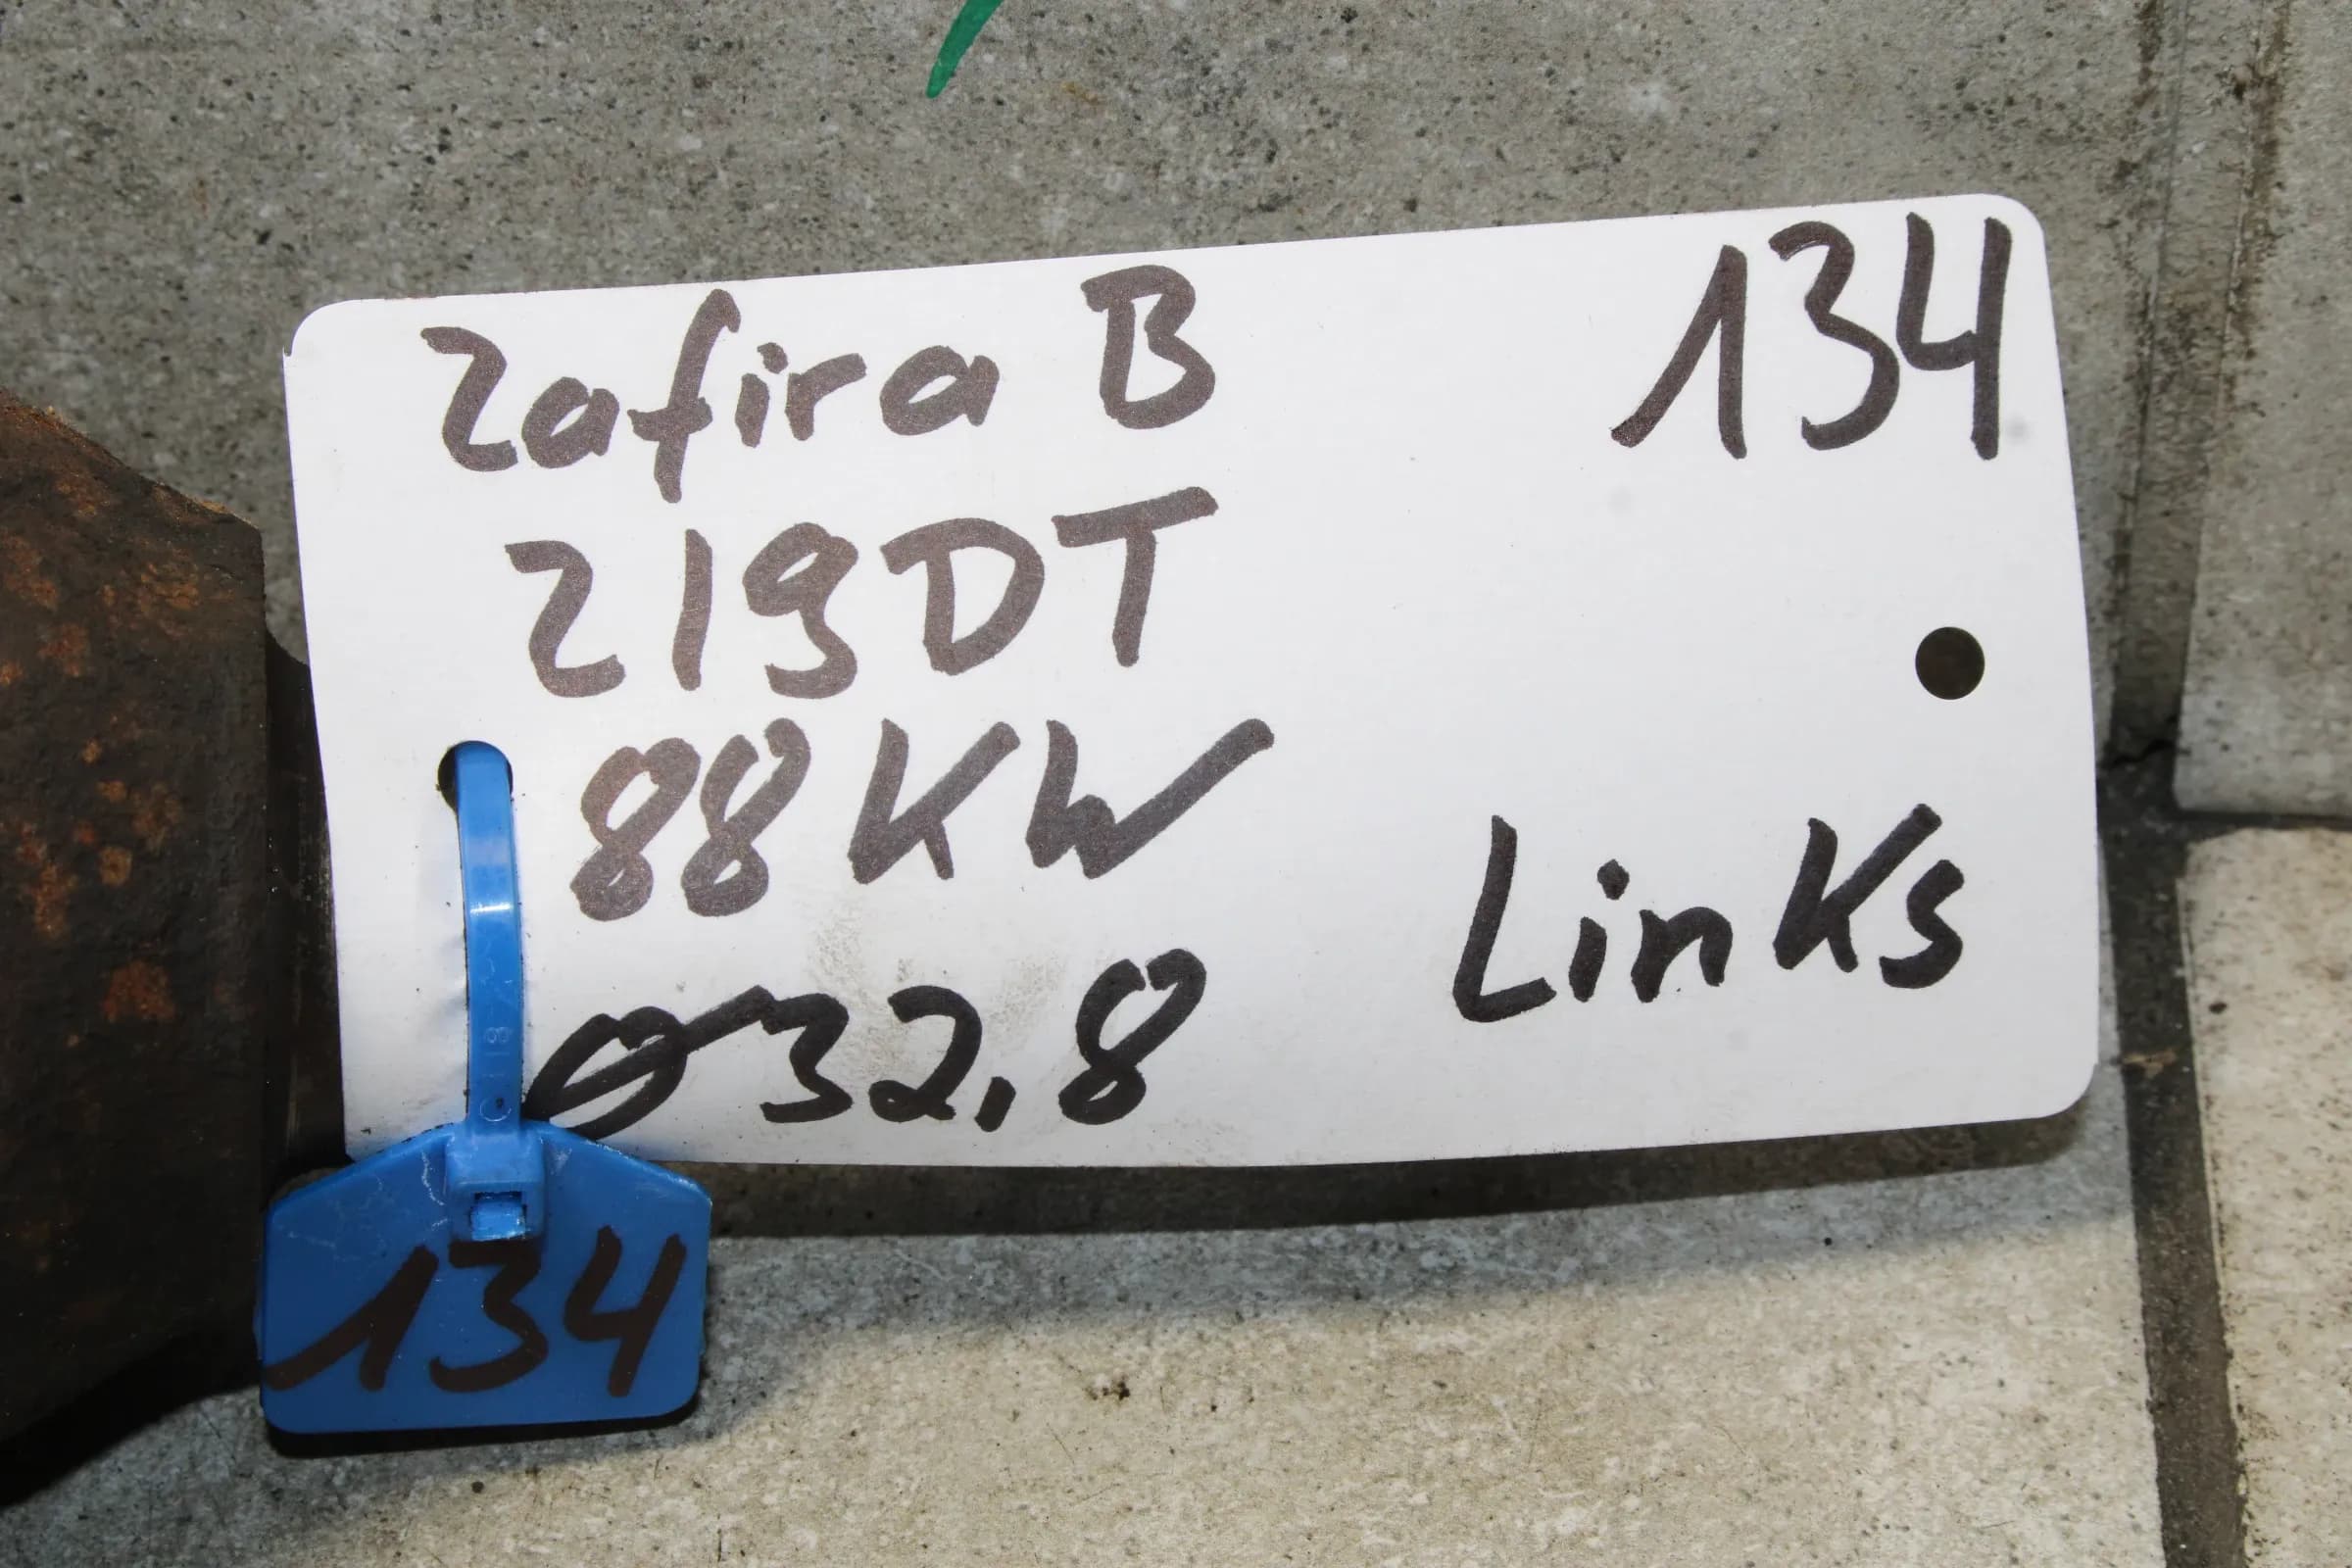 Zafira B 134
Z19DT
88KW
Links
Ø32,8
134